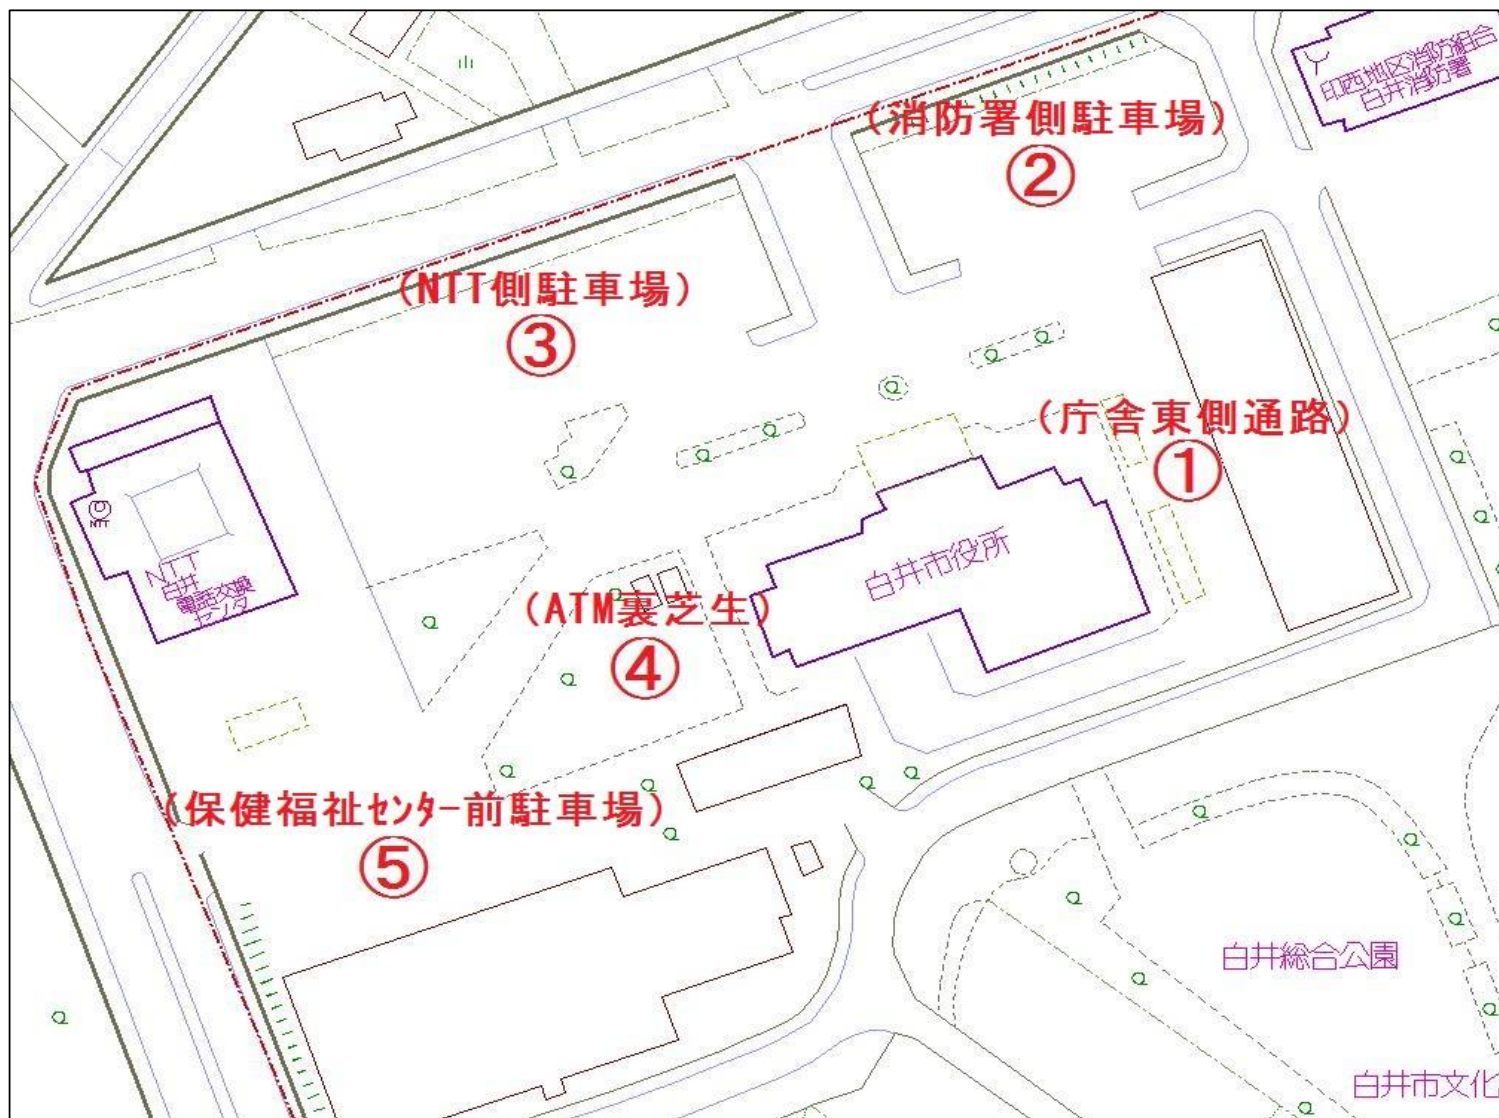 印西地区消防組合
白井消防署
(消防署側駐車場)
②
(NTT側駐車場)
③
(庁舎東側通路)
①
NTT
NTT
白井
電話交換
センタ
白井市役所
(ATM裏芝生)
④
(保健福祉ｾﾝﾀｰ前駐車場)
⑤
白井総合公園
白井市文化